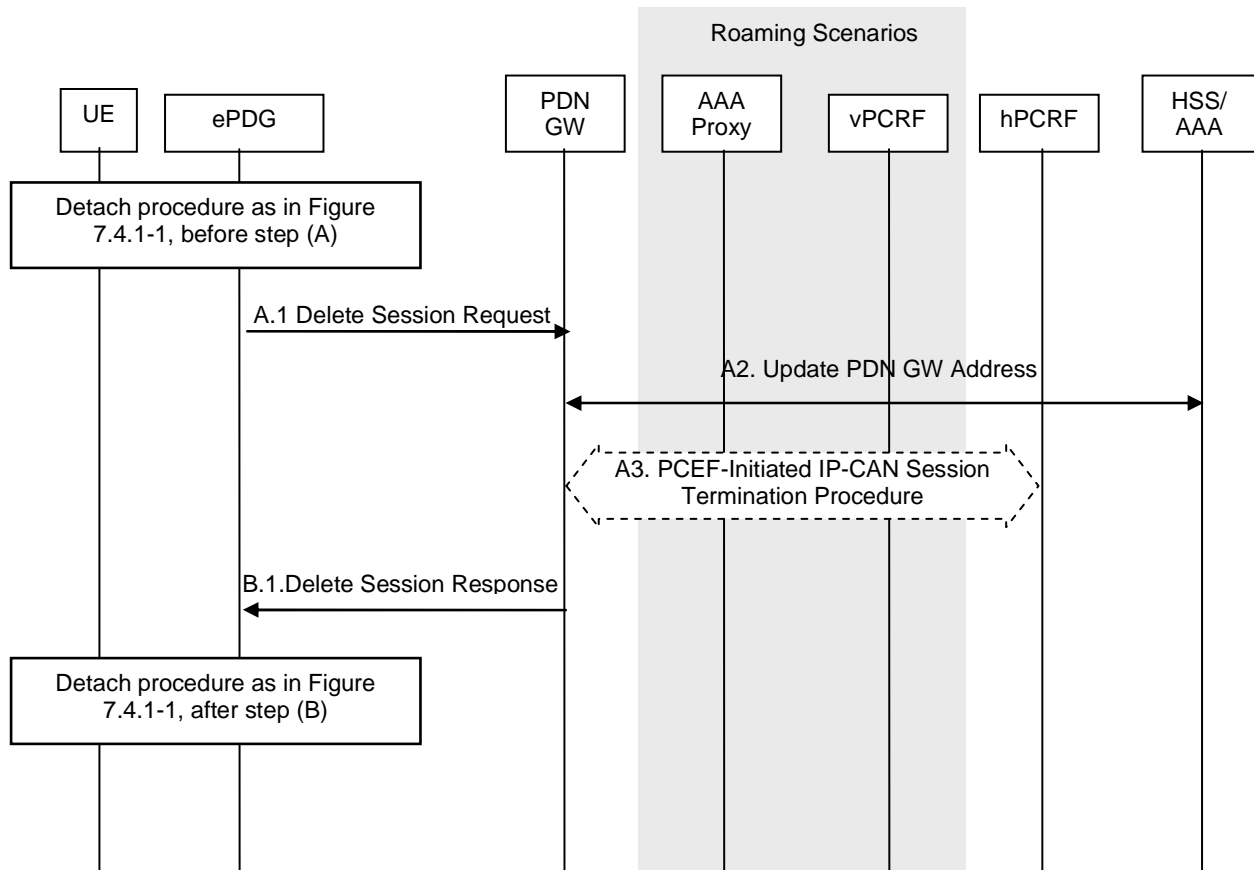 Roaming Scenarios
UE
ePDG
PDN
GW
AAA
Proxy
vPCRF
hPCRF
HSS/
AAA
Detach procedure as in Figure
7.4.1-1, before step (A)
A.1 Delete Session Request
A2. Update PDN GW Address
A3. PCEF-Initiated IP-CAN Session
Termination Procedure
B.1.Delete Session Response
Detach procedure as in Figure
7.4.1-1, after step (B)